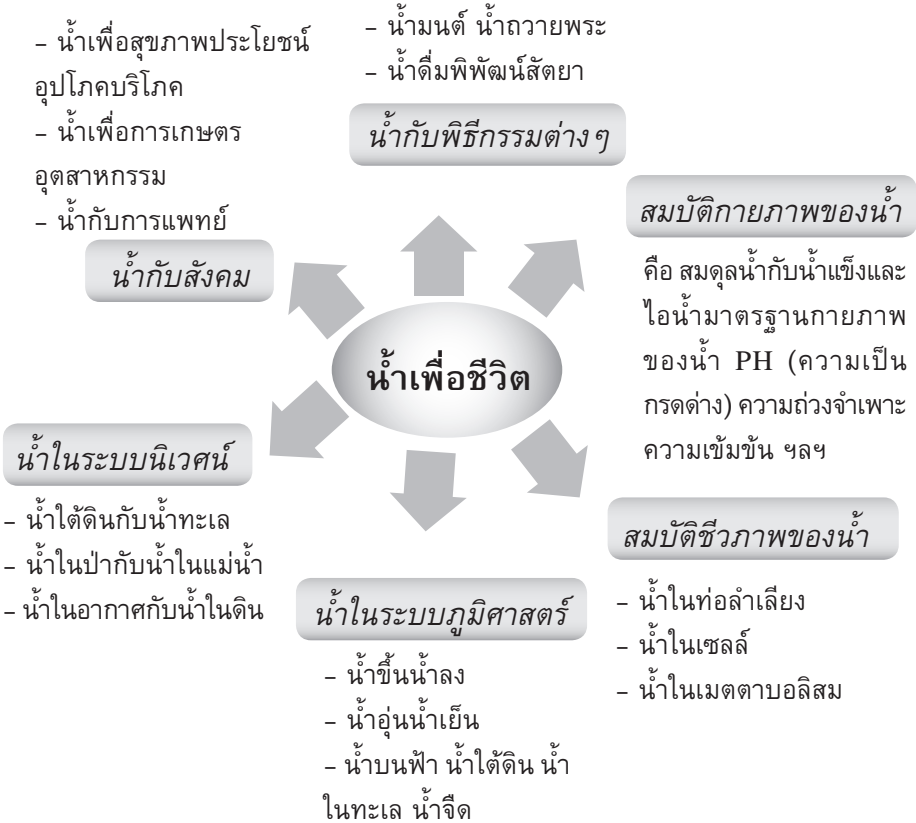 – น้ำเพื่อสุขภาพประโยชน์
อุปโภคบริโภค
– น้ำเพื่อการเกษตร
อุตสาหกรรม
– น้ำกับการแพทย์
น้ำกับสังคม
– น้ำมนต์ น้ำถวายพระ
– น้ำดื่มพิพัฒน์สัตยา
น้ำกับพิธีกรรมต่างๆ
สมบัติกายภาพของน้ำ
คือ สมดุลน้ำกับน้ำแข็งและ
ไอน้ำมาตรฐานกายภาพ
ของน้ำ PH (ความเป็น
กรดด่าง) ความถ่วงจำเพาะ
ความเข้มข้น ฯลฯ
น้ำเพื่อชีวิต
น้ำในระบบนิเวศน์
– น้ำใต้ดินกับน้ำทะเล
– น้ำในป่ากับน้ำในแม่น้ำ
– น้ำในอากาศกับน้ำในดิน
น้ำในระบบภูมิศาสตร์
– น้ำขึ้นน้ำลง
– น้ำอุ่นน้ำเย็น
– น้ำบนฟ้า น้ำใต้ดิน น้ำ
ในทะเล น้ำจืด
สมบัติชีวภาพของน้ำ
– น้ำในท่อลำเลียง
– น้ำในเซลล์
– น้ำในเมตตาบอลิสม